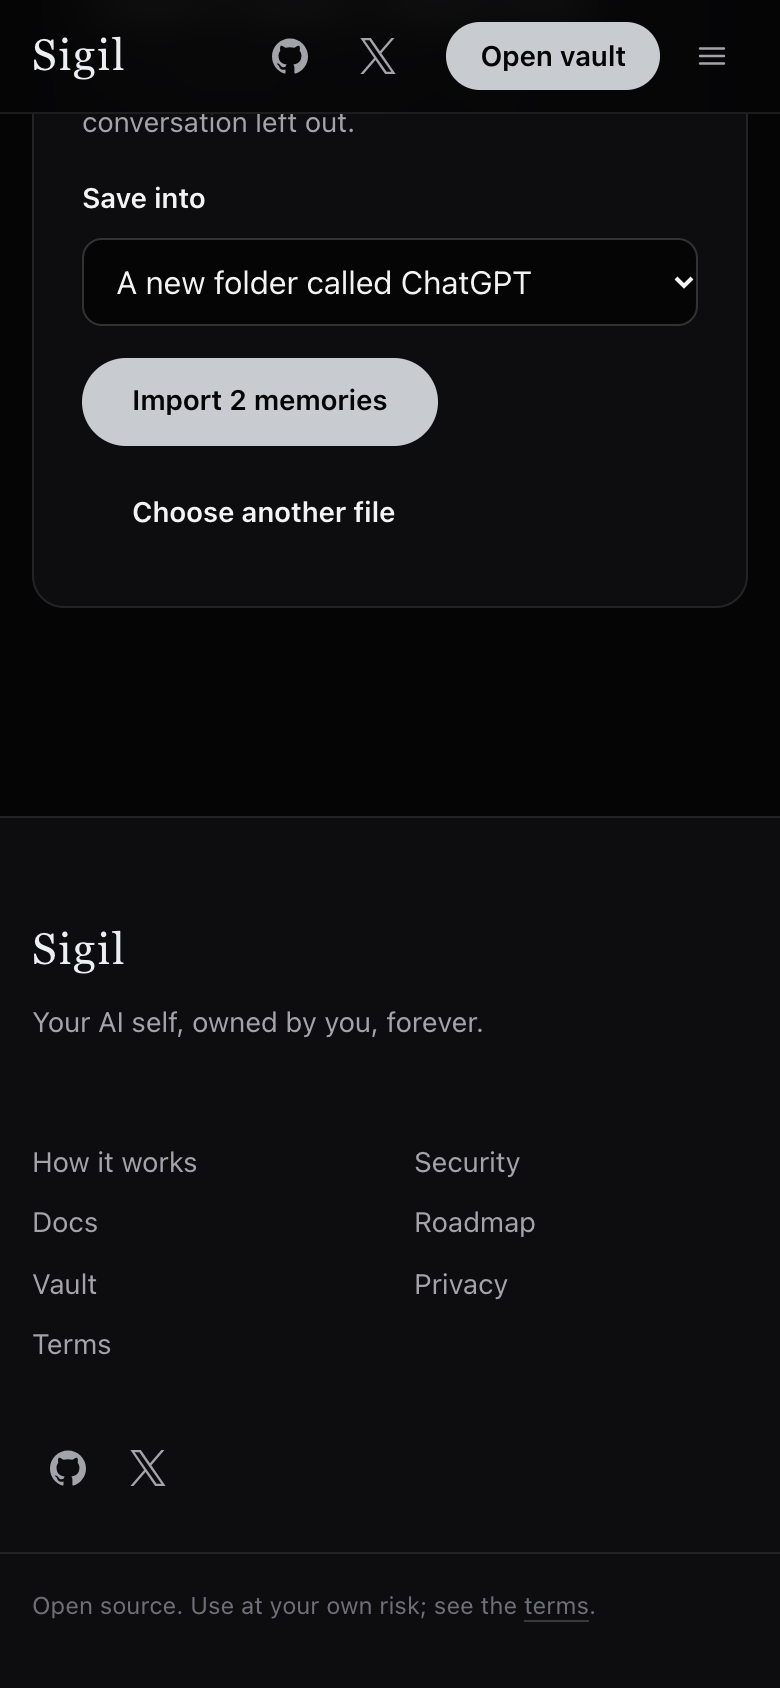 Sigil
Open vault
conversation left out.
Save into
A new folder called ChatGPT
Import 2 memories
Choose another file
Sigil
Your AI self, owned by you, forever.
How it works
Security
Docs
Roadmap
Vault
Privacy
Terms
Open source. Use at your own risk; see the terms.